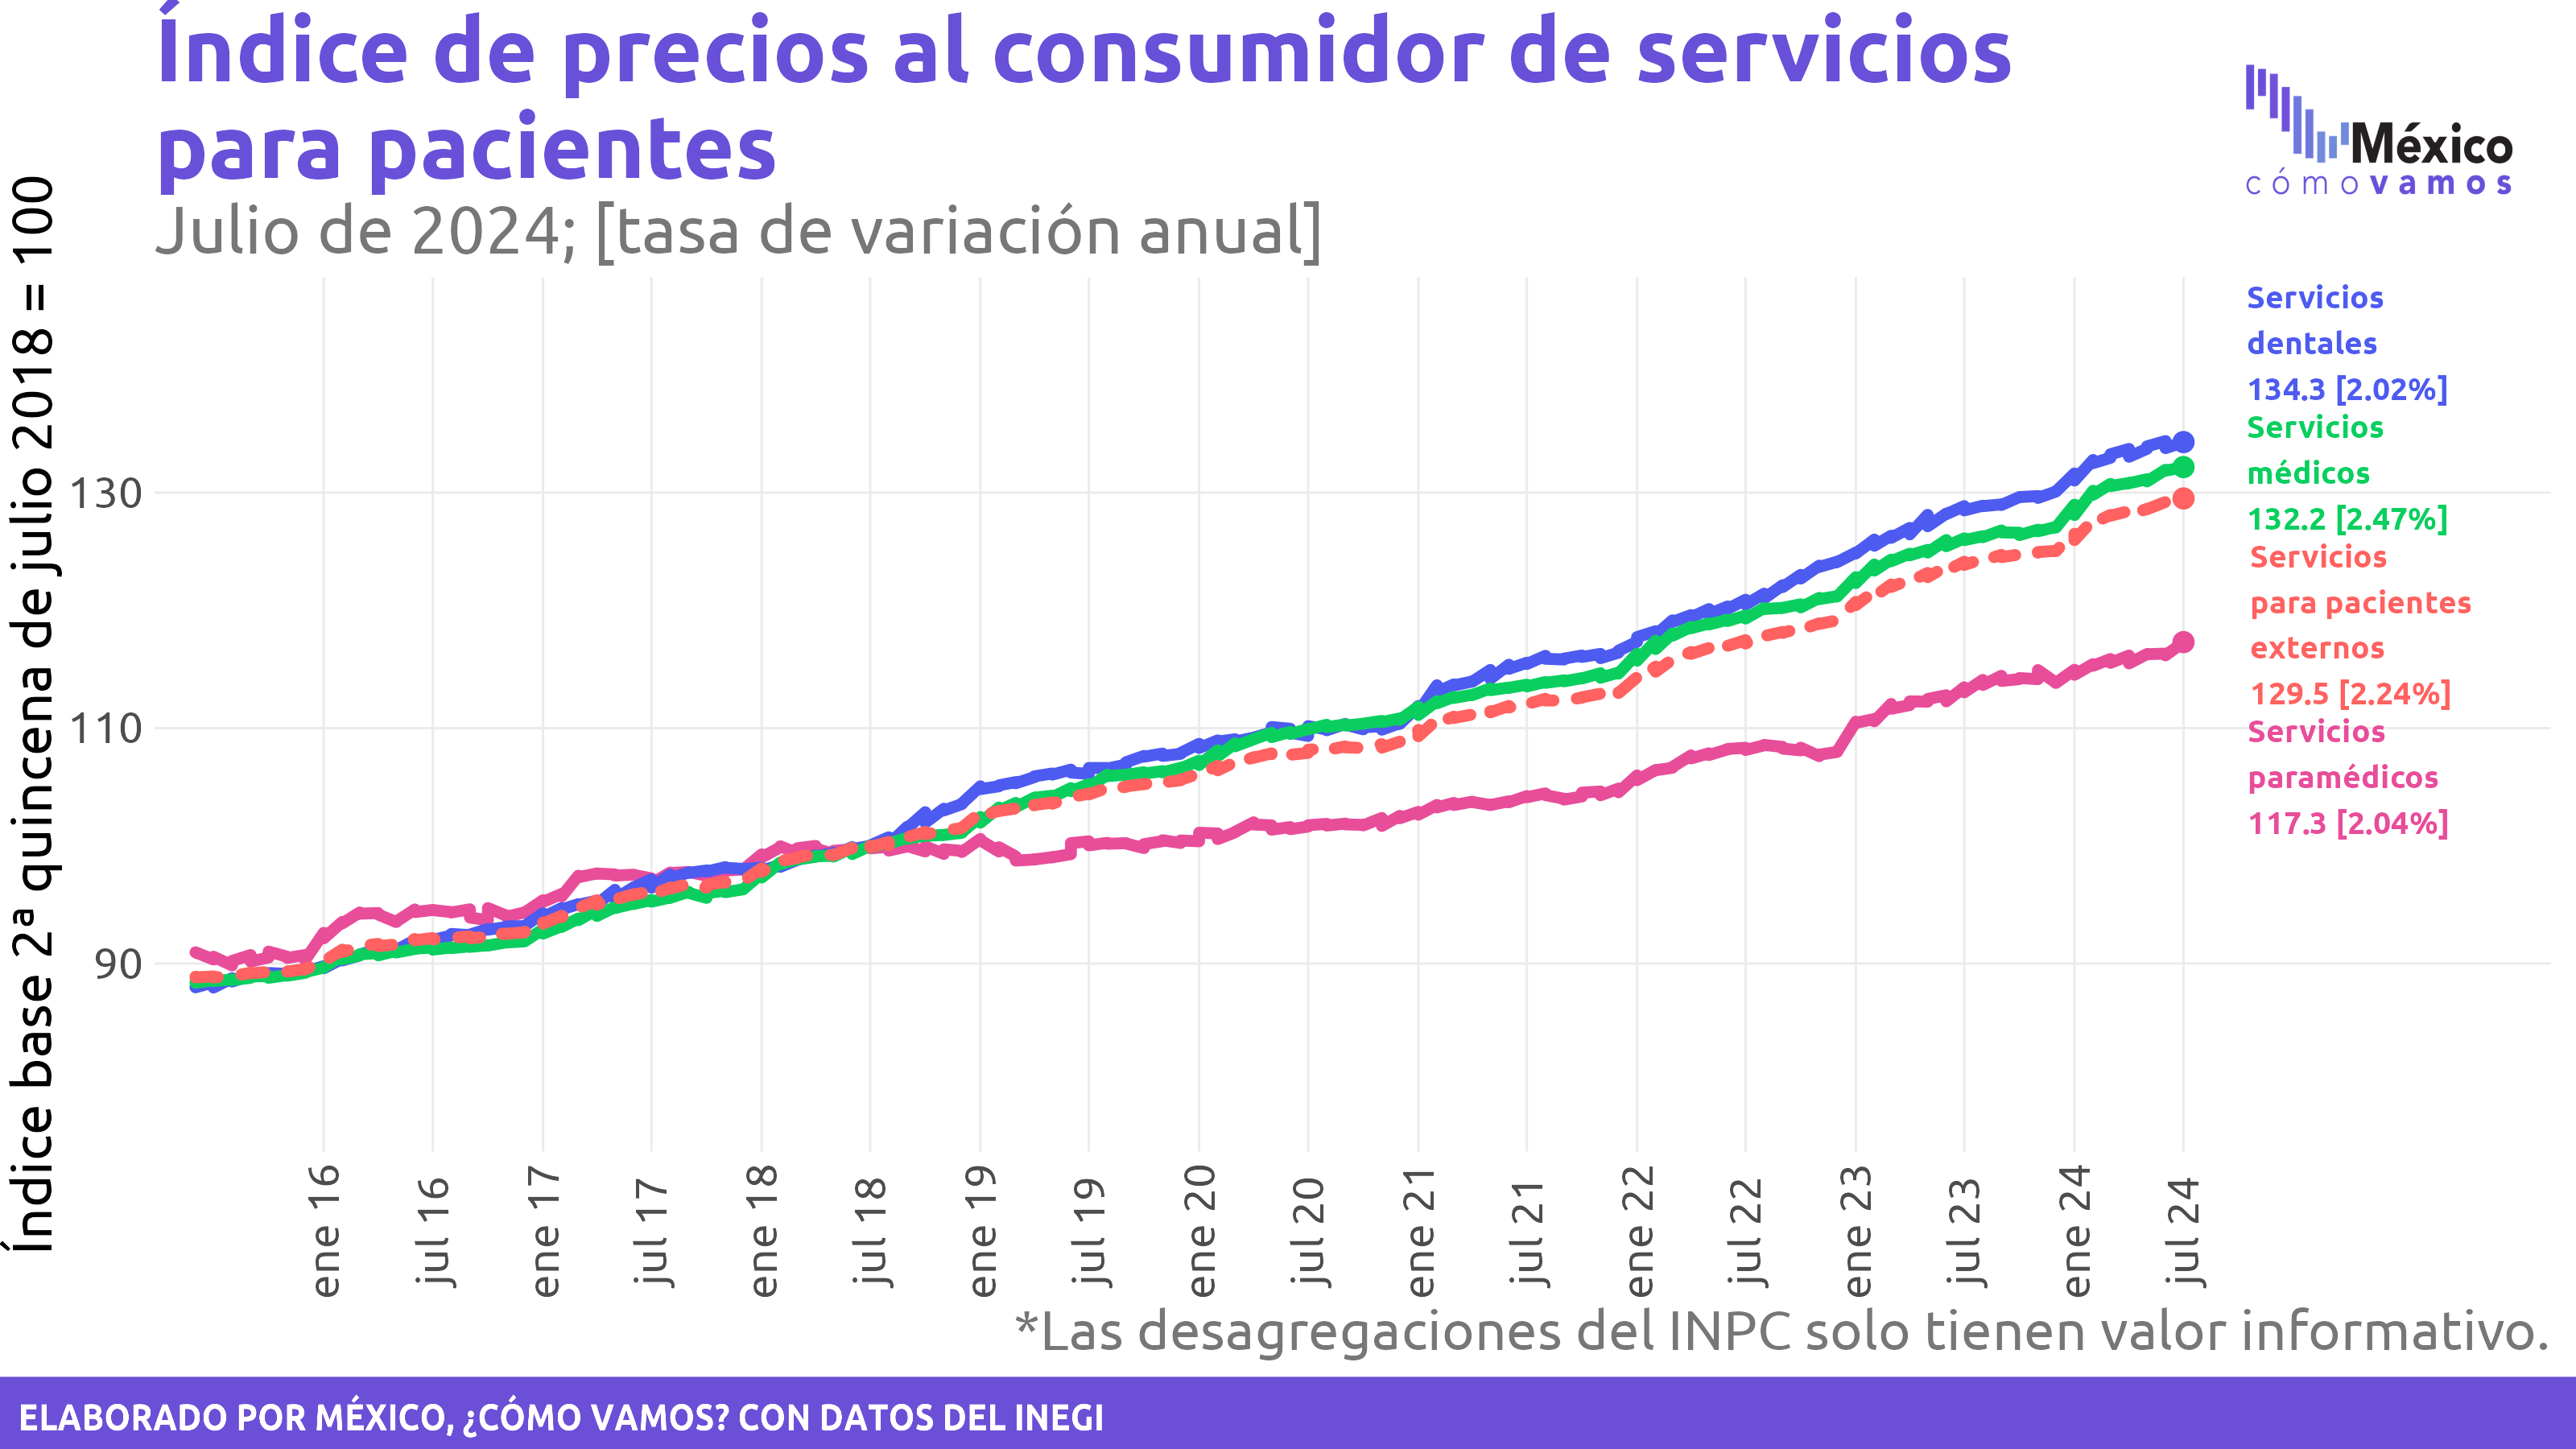 Índice de precios al consumidor de servicios
para pacientes
Julio de 2024; [tasa de variación anual]
México
cómo vamos
Índice base 2ª quincena de julio 2018 = 100
130
110
90
Servicios
dentales
134.3 [2.02%]
Servicios
médicos
132.2 [2.47%]
Servicios
para pacientes
externos
129.5 [2.24%]
Servicios
paramédicos
117.3 [2.04%]
ene 16
jul 16
ene 17
jul 17
ene 18
jul 18
ene 19
jul 19
ene 20
jul 20
ene 21
jul 21
ene 22
jul 22
ene 23
jul 23
ene 24
jul 24
*Las desagregaciones del INPC solo tienen valor informativo.
ELABORADO POR MÉXICO, ¿CÓMO VAMOS? CON DATOS DEL INEGI